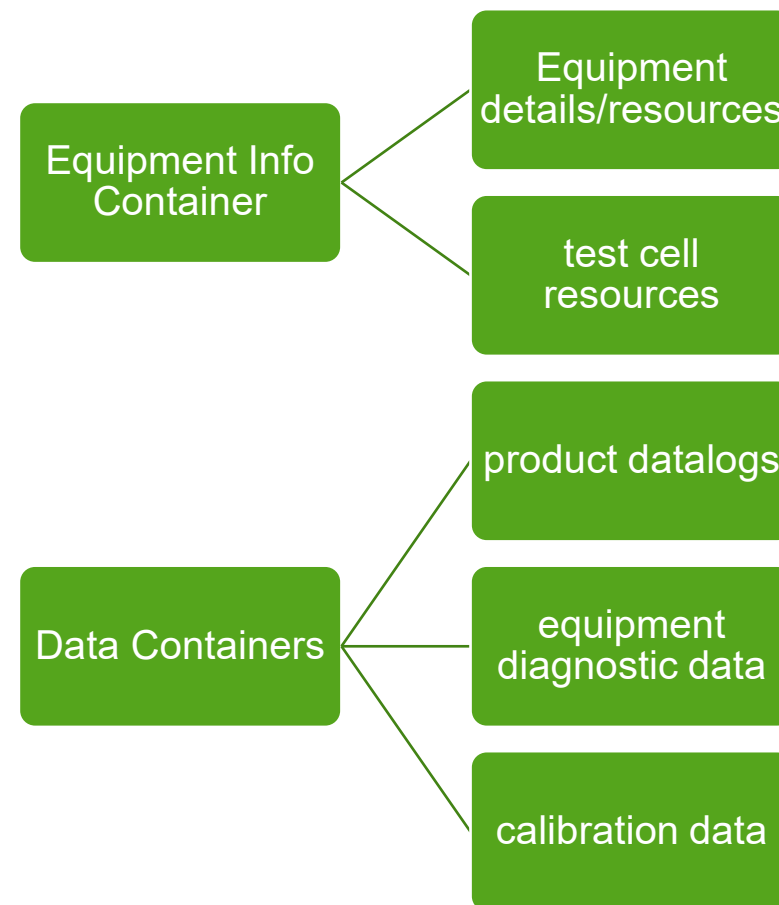 Equipment Info
Container
Equipment
details/resources
test cell
resources
Data Containers
product datalogs
equipment
diagnostic data
calibration data